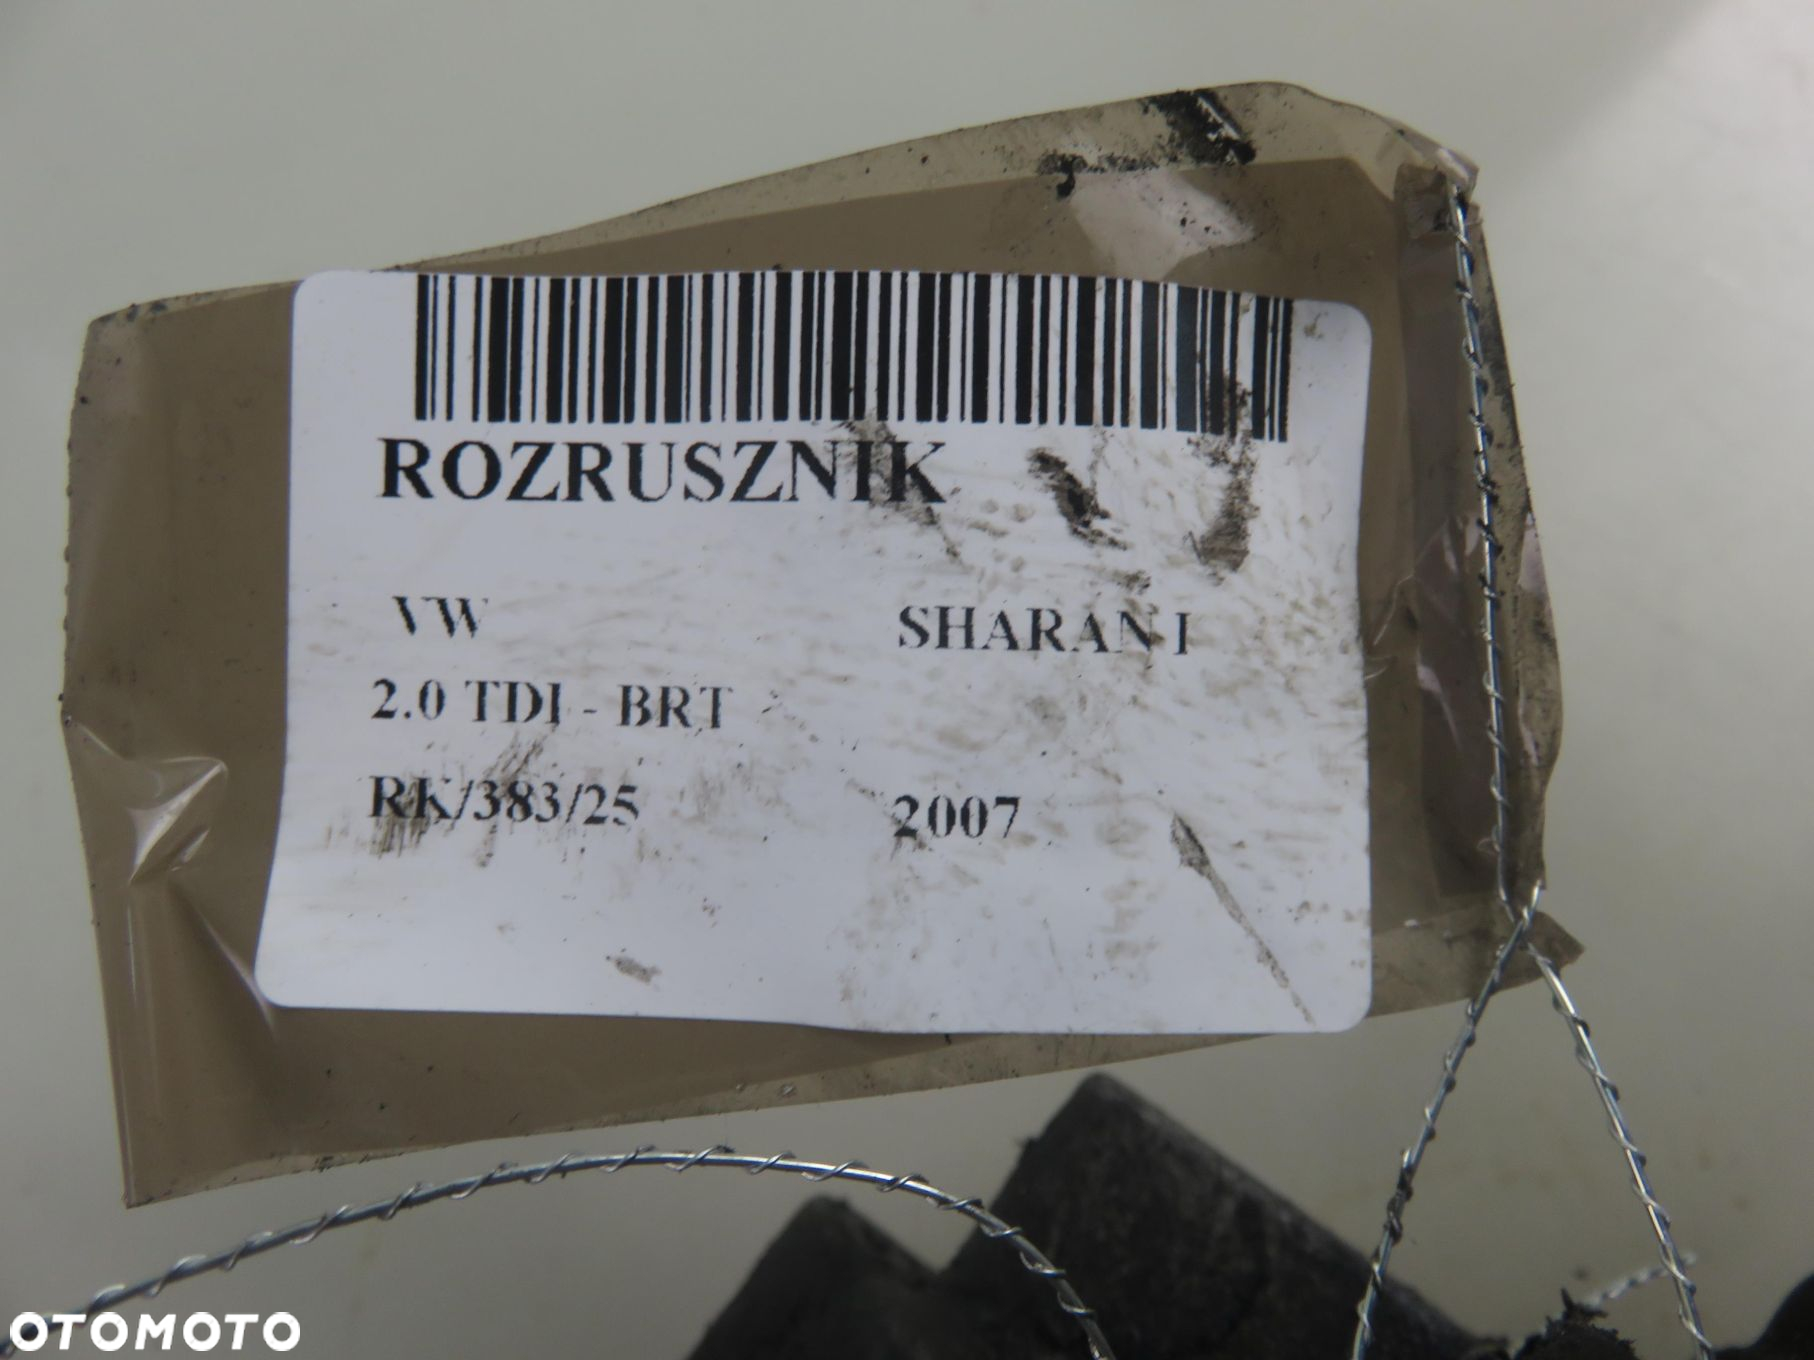 ROZRUSZNIK
VW SHARAN I
2.0 TDI - BRT
RK/383/25 2007
OTOMOTO